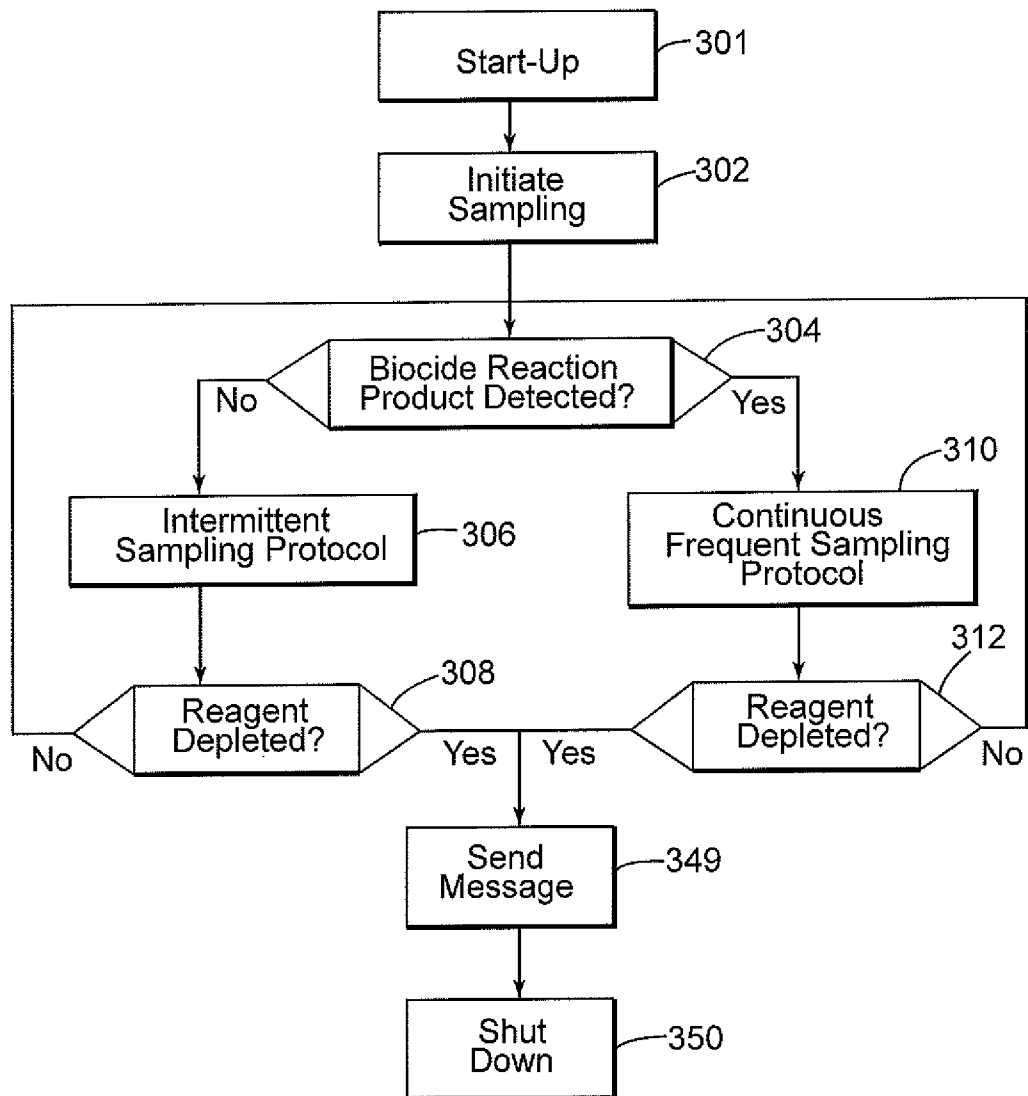 Start-Up
301
Initiate
Sampling
302
Biocide Reaction
Product Detected?
304
No
Yes
Intermittent
Sampling Protocol
306
Continuous
Frequent Sampling
Protocol
310
Reagent
Depleted?
308
No
Yes
Reagent
Depleted?
312
Yes
No
Send
Message
349
Shut
Down
350